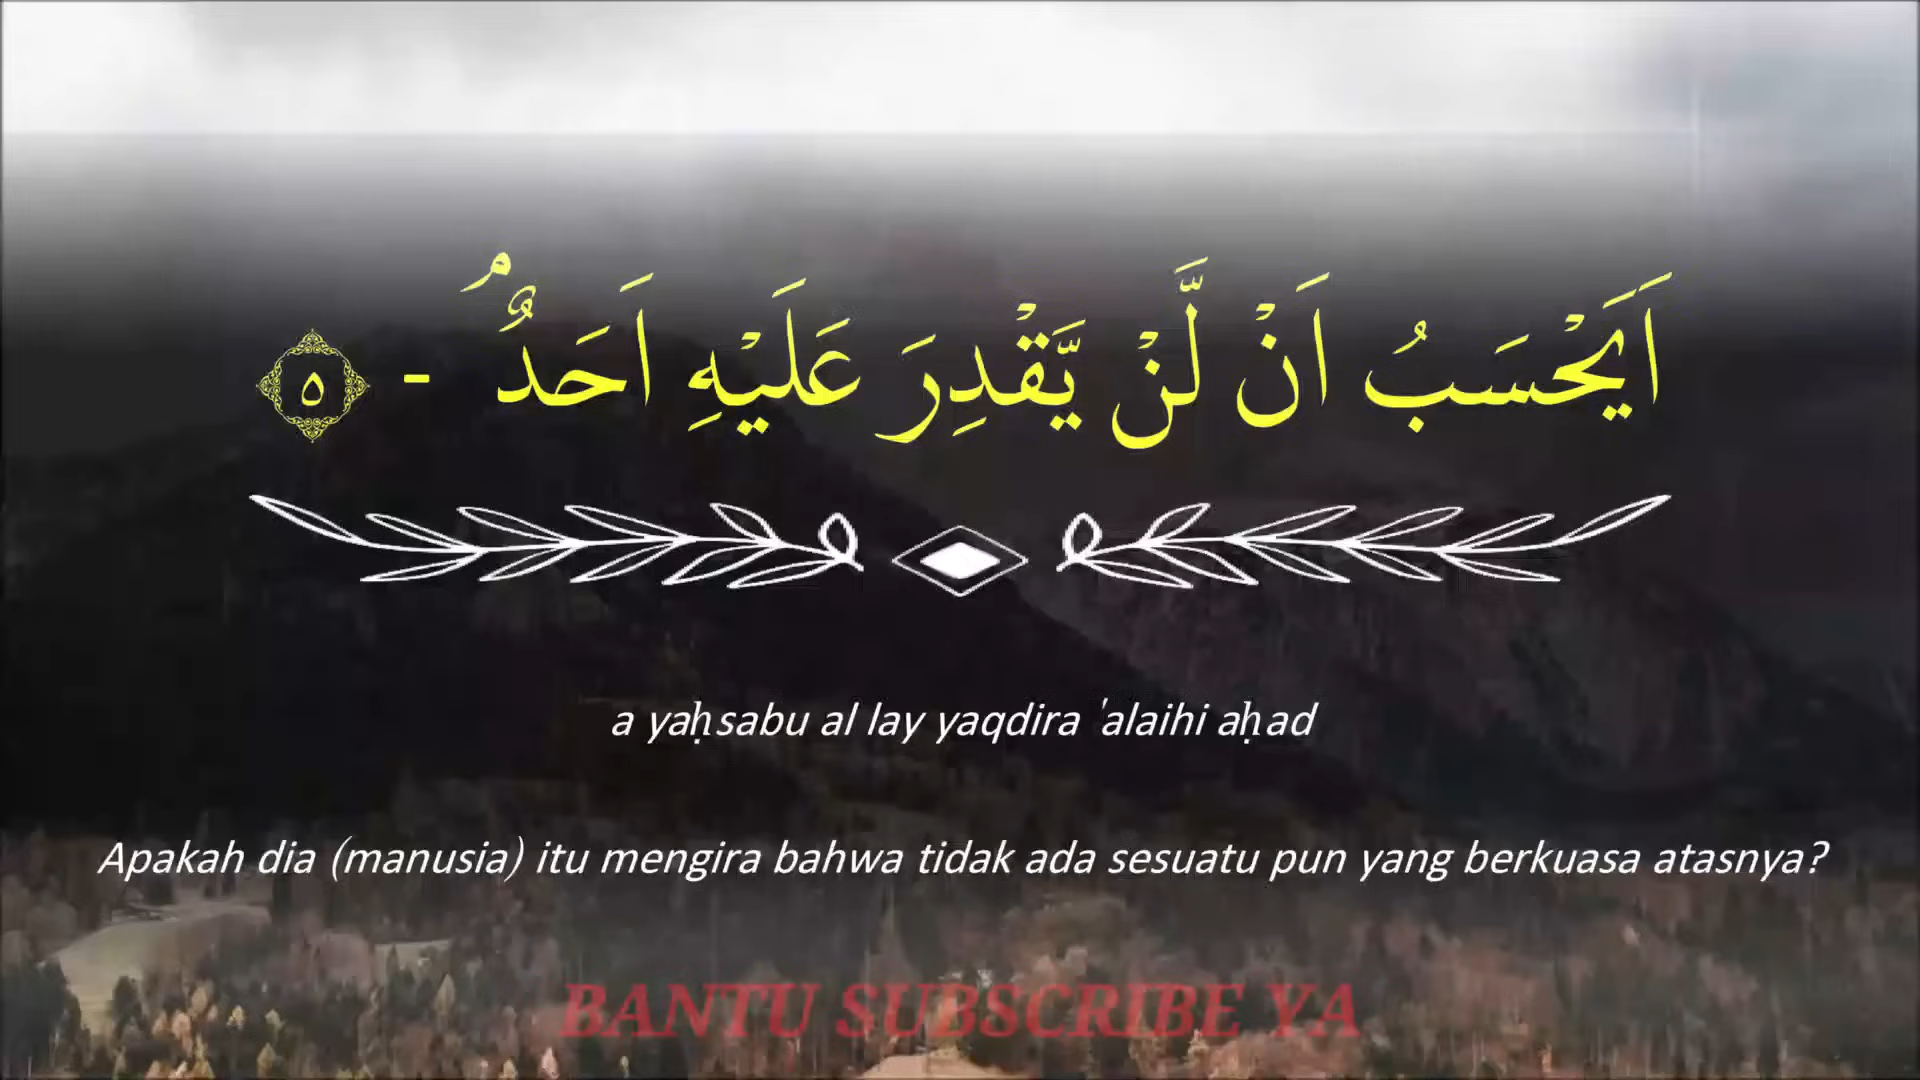 اَيَحْسَبُ اَنْ لَّنْ يَّقْدِرَ عَلَيْهِ اَحَدٌ ۘ - ٥
a yaḥsabu al lay yaqdira 'alaihi aḥad
Apakah dia (manusia) itu mengira bahwa tidak ada sesuatu pun yang berkuasa atasnya?
BANTU SUBSCRIBE YA